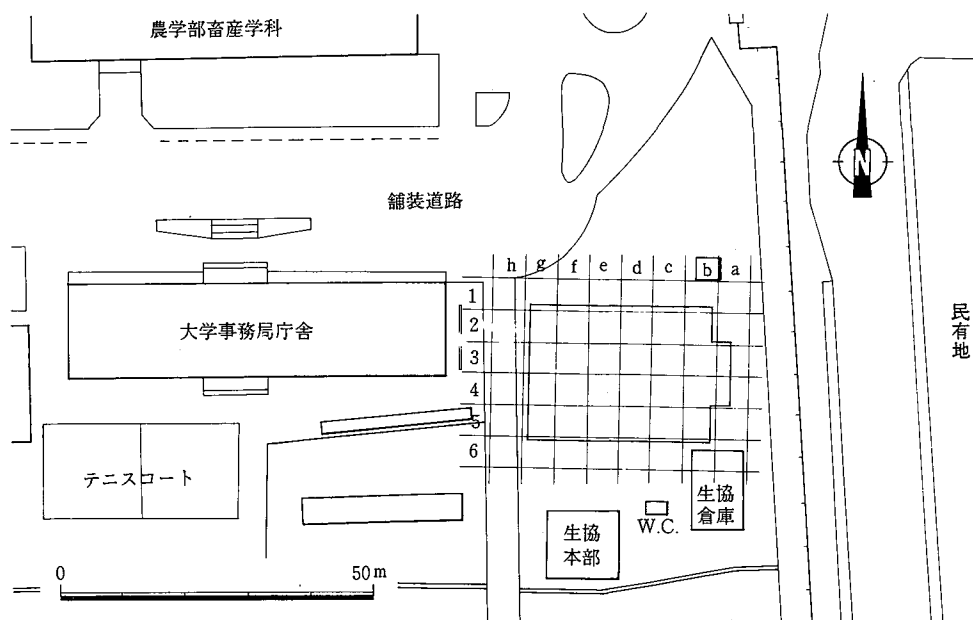 農学部畜産学科
N
舗装道路
h g f e d c b a
1
2
3
4
5
6
大学事務局庁舎
民有地
テニスコート
生協
倉庫
W.C.
生協
本部
0 50m